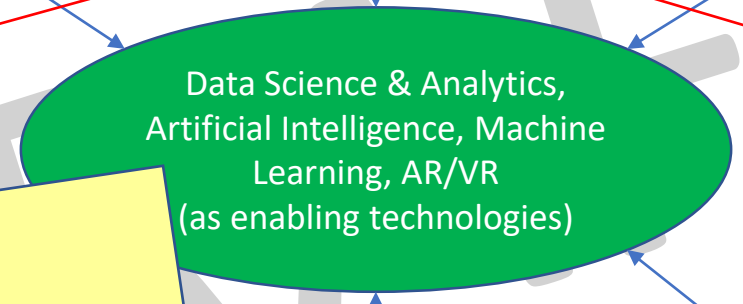 Data Science & Analytics,
Artificial Intelligence, Machine
Learning, AR/VR
(as enabling technologies)